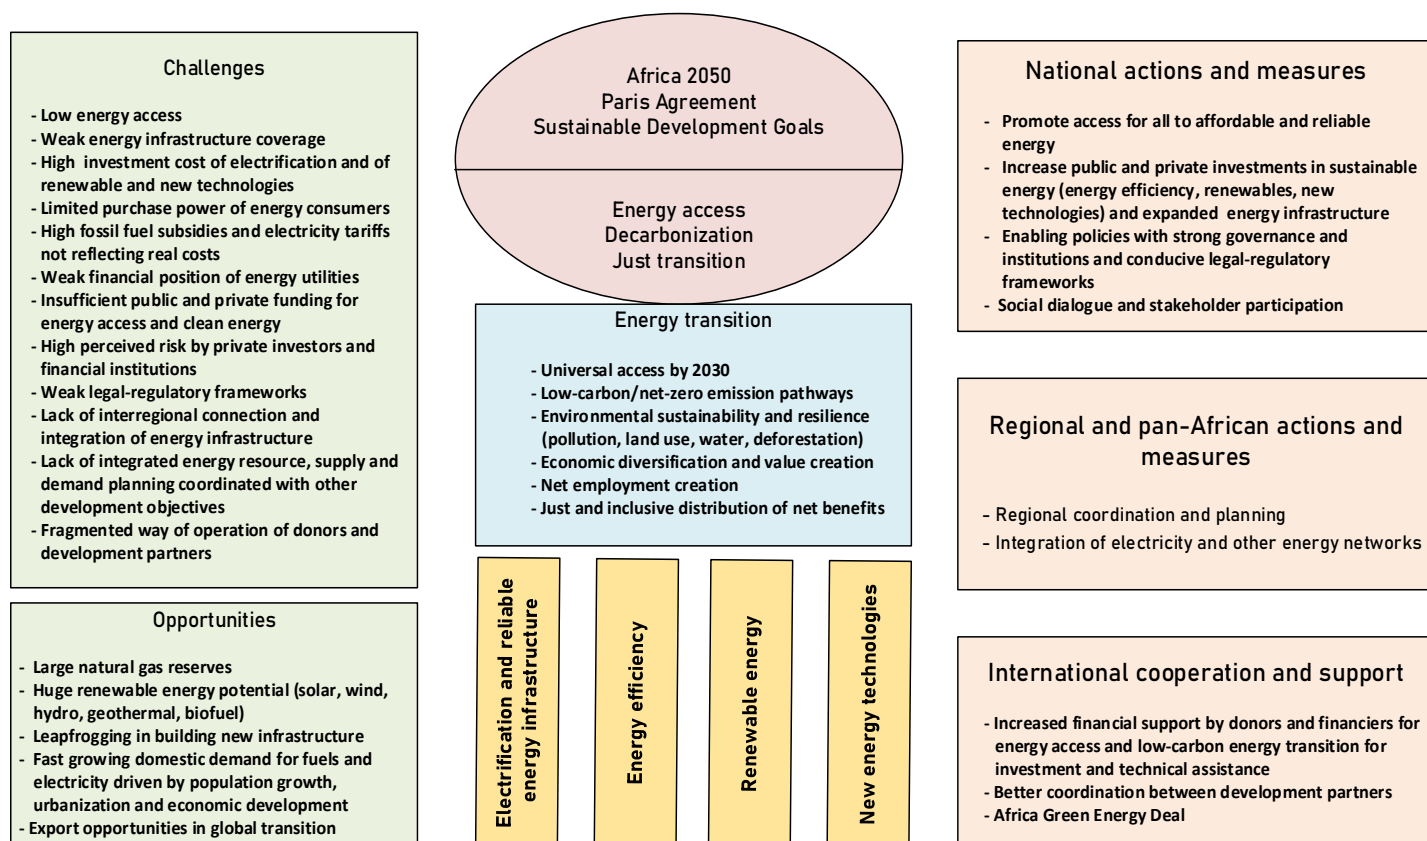 Challenges
- Low energy access
- Weak energy infrastructure coverage
- High investment cost of electrification and of
renewable and new technologies
- Limited purchase power of energy consumers
- High fossil fuel subsidies and electricity tariffs
not reflecting real costs
- Weak financial position of energy utilities
- Insufficient public and private funding for
energy access and clean energy
- High perceived risk by private investors and
financial institutions
- Weak legal-regulatory frameworks
- Lack of interregional connection and
integration of energy infrastructure
- Lack of integrated energy resource, supply and
demand planning coordinated with other
development objectives
- Fragmented way of operation of donors and
development partners
Opportunities
- Large natural gas reserves
- Huge renewable energy potential (solar, wind,
hydro, geothermal, biofuel)
- Leapfrogging in building new infrastructure
- Fast growing domestic demand for fuels and
electricity driven by population growth,
urbanization and economic development
- Export opportunities in global transition
Africa 2050
Paris Agreement
Sustainable Development Goals
Energy access
Decarbonization
Just transition
Energy transition
- Universal access by 2030
- Low-carbon/net-zero emission pathways
- Environmental sustainability and resilience
(pollution, land use, water, deforestation)
- Economic diversification and value creation
- Net employment creation
- Just and inclusive distribution of net benefits
Electrification and reliable
energy infrastructure
Energy efficiency
Renewable energy
New energy technologies
National actions and measures
- Promote access for all to affordable and reliable
energy
- Increase public and private investments in sustainable
energy (energy efficiency, renewables, new
technologies) and expanded energy infrastructure
- Enabling policies with strong governance and
institutions and conducive legal-regulatory
frameworks
- Social dialogue and stakeholder participation
Regional and pan-African actions and
measures
- Regional coordination and planning
- Integration of electricity and other energy networks
International cooperation and support
- Increased financial support by donors and financiers for
energy access and low-carbon energy transition for
investment and technical assistance
- Better coordination between development partners
- Africa Green Energy Deal